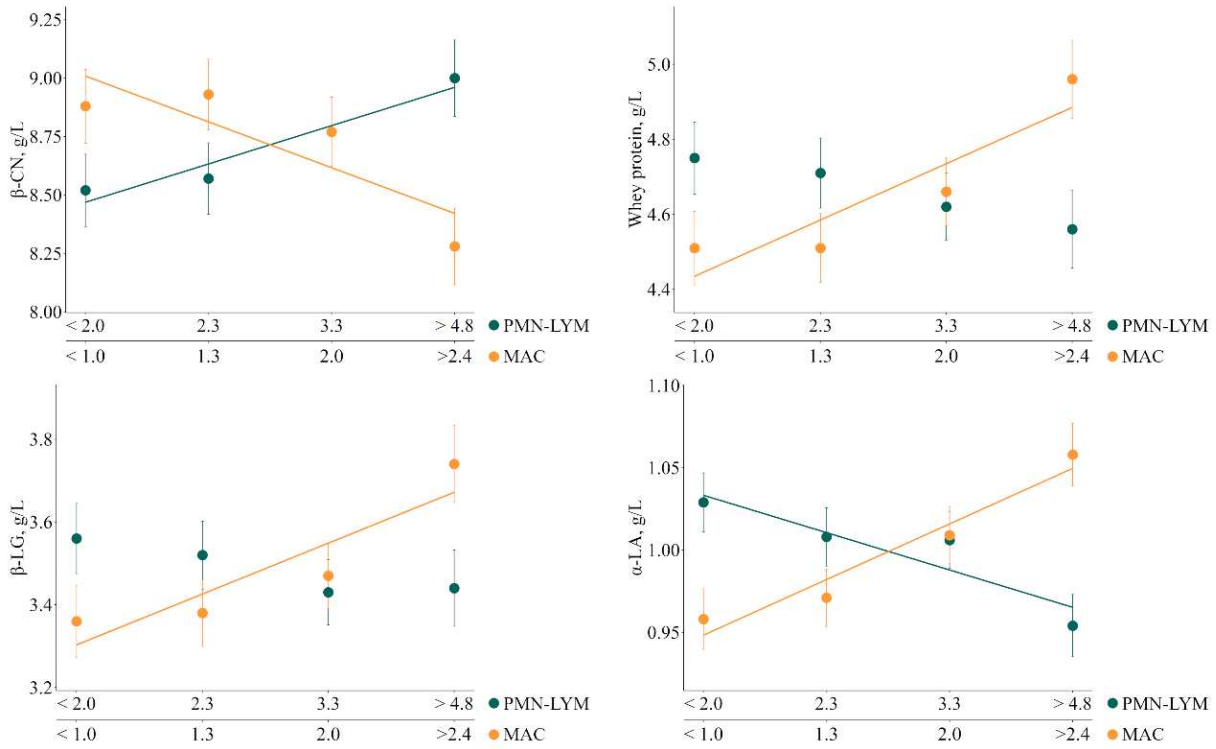 β-CN, g/L
9.25
9.00
8.75
8.50
8.25
8.00
< 2.0 2.3 3.3 > 4.8 PMN-LYM
< 1.0 1.3 2.0 >2.4 MAC
Whey protein, g/L
5.0
4.8
4.6
4.4
< 2.0 2.3 3.3 > 4.8 PMN-LYM
< 1.0 1.3 2.0 >2.4 MAC
β-LG, g/L
3.8
3.6
3.4
3.2
< 2.0 2.3 3.3 > 4.8 PMN-LYM
< 1.0 1.3 2.0 >2.4 MAC
α-LA, g/L
1.10
1.05
1.00
0.95
< 2.0 2.3 3.3 > 4.8 PMN-LYM
< 1.0 1.3 2.0 >2.4 MAC